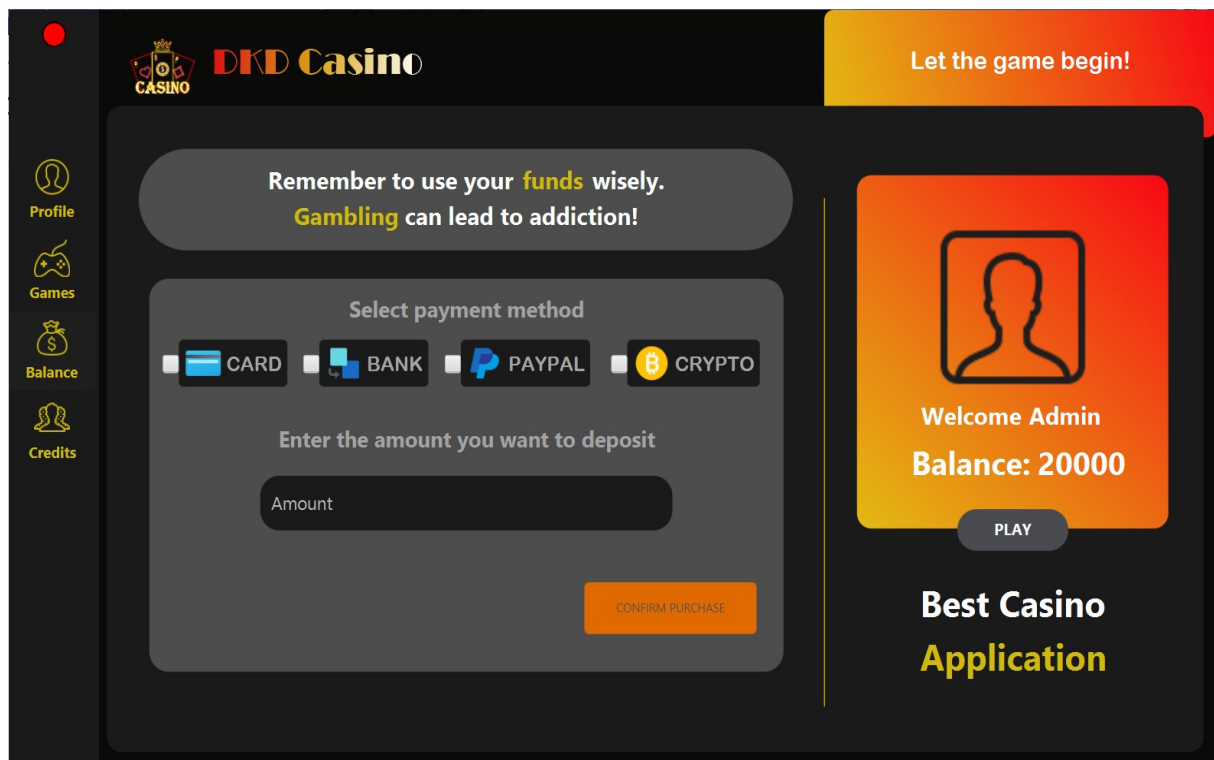 CASINO
DKD Casino
Let the game begin!
Profile
Games
Balance
Credits
Remember to use your funds wisely.
Gambling can lead to addiction!
Select payment method
CARD
BANK
PAYPAL
CRYPTO
Enter the amount you want to deposit
Amount
CONFIRM PURCHASE
Welcome Admin
Balance: 20000
PLAY
Best Casino
Application